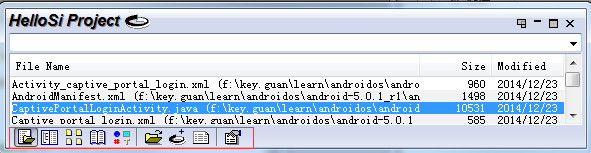 HelloSi Project
File Name Size Modified
Activity_captive_portal_login.xml (f:\key.guan\learn\androidos\andro 960 2014/12/23
AndroidManifest.xml (f:\key.guan\learn\androidos\android-5.0.1_r1\an 1498 2014/12/23
CaptivePortalLoginActivity.java (f:\key.guan\learn\androidos\android 10531 2014/12/23
Captive_portal_login.xml (f:\key.guan\learn\androidos\android-5.0.1 585 2014/12/23